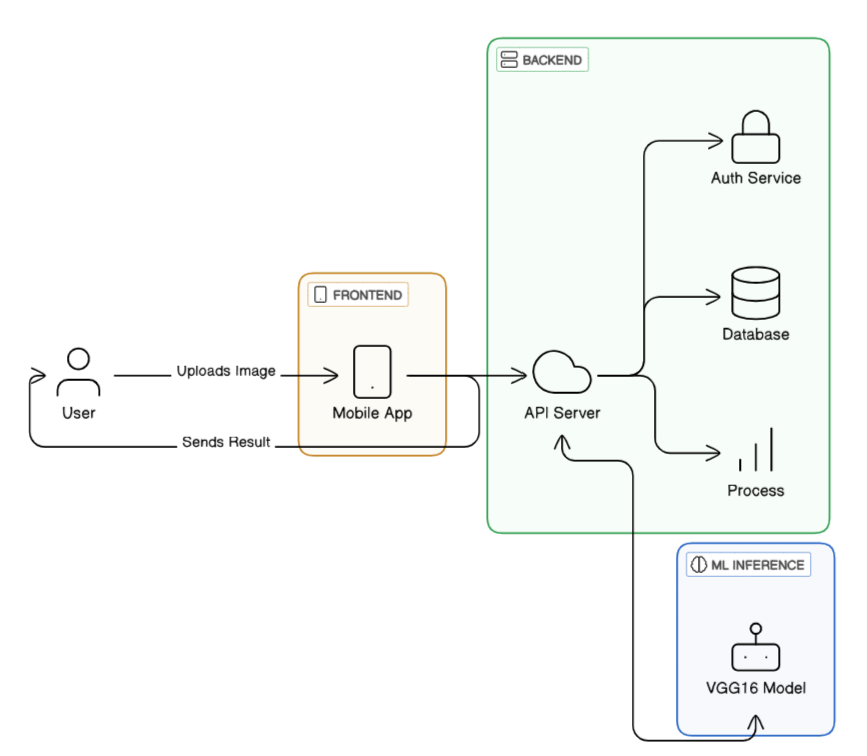 BACKEND
Auth Service
FRONTEND
Database
Uploads Image
User
Mobile App
API Server
Sends Result
Process
ML INFERENCE
VGG16 Model